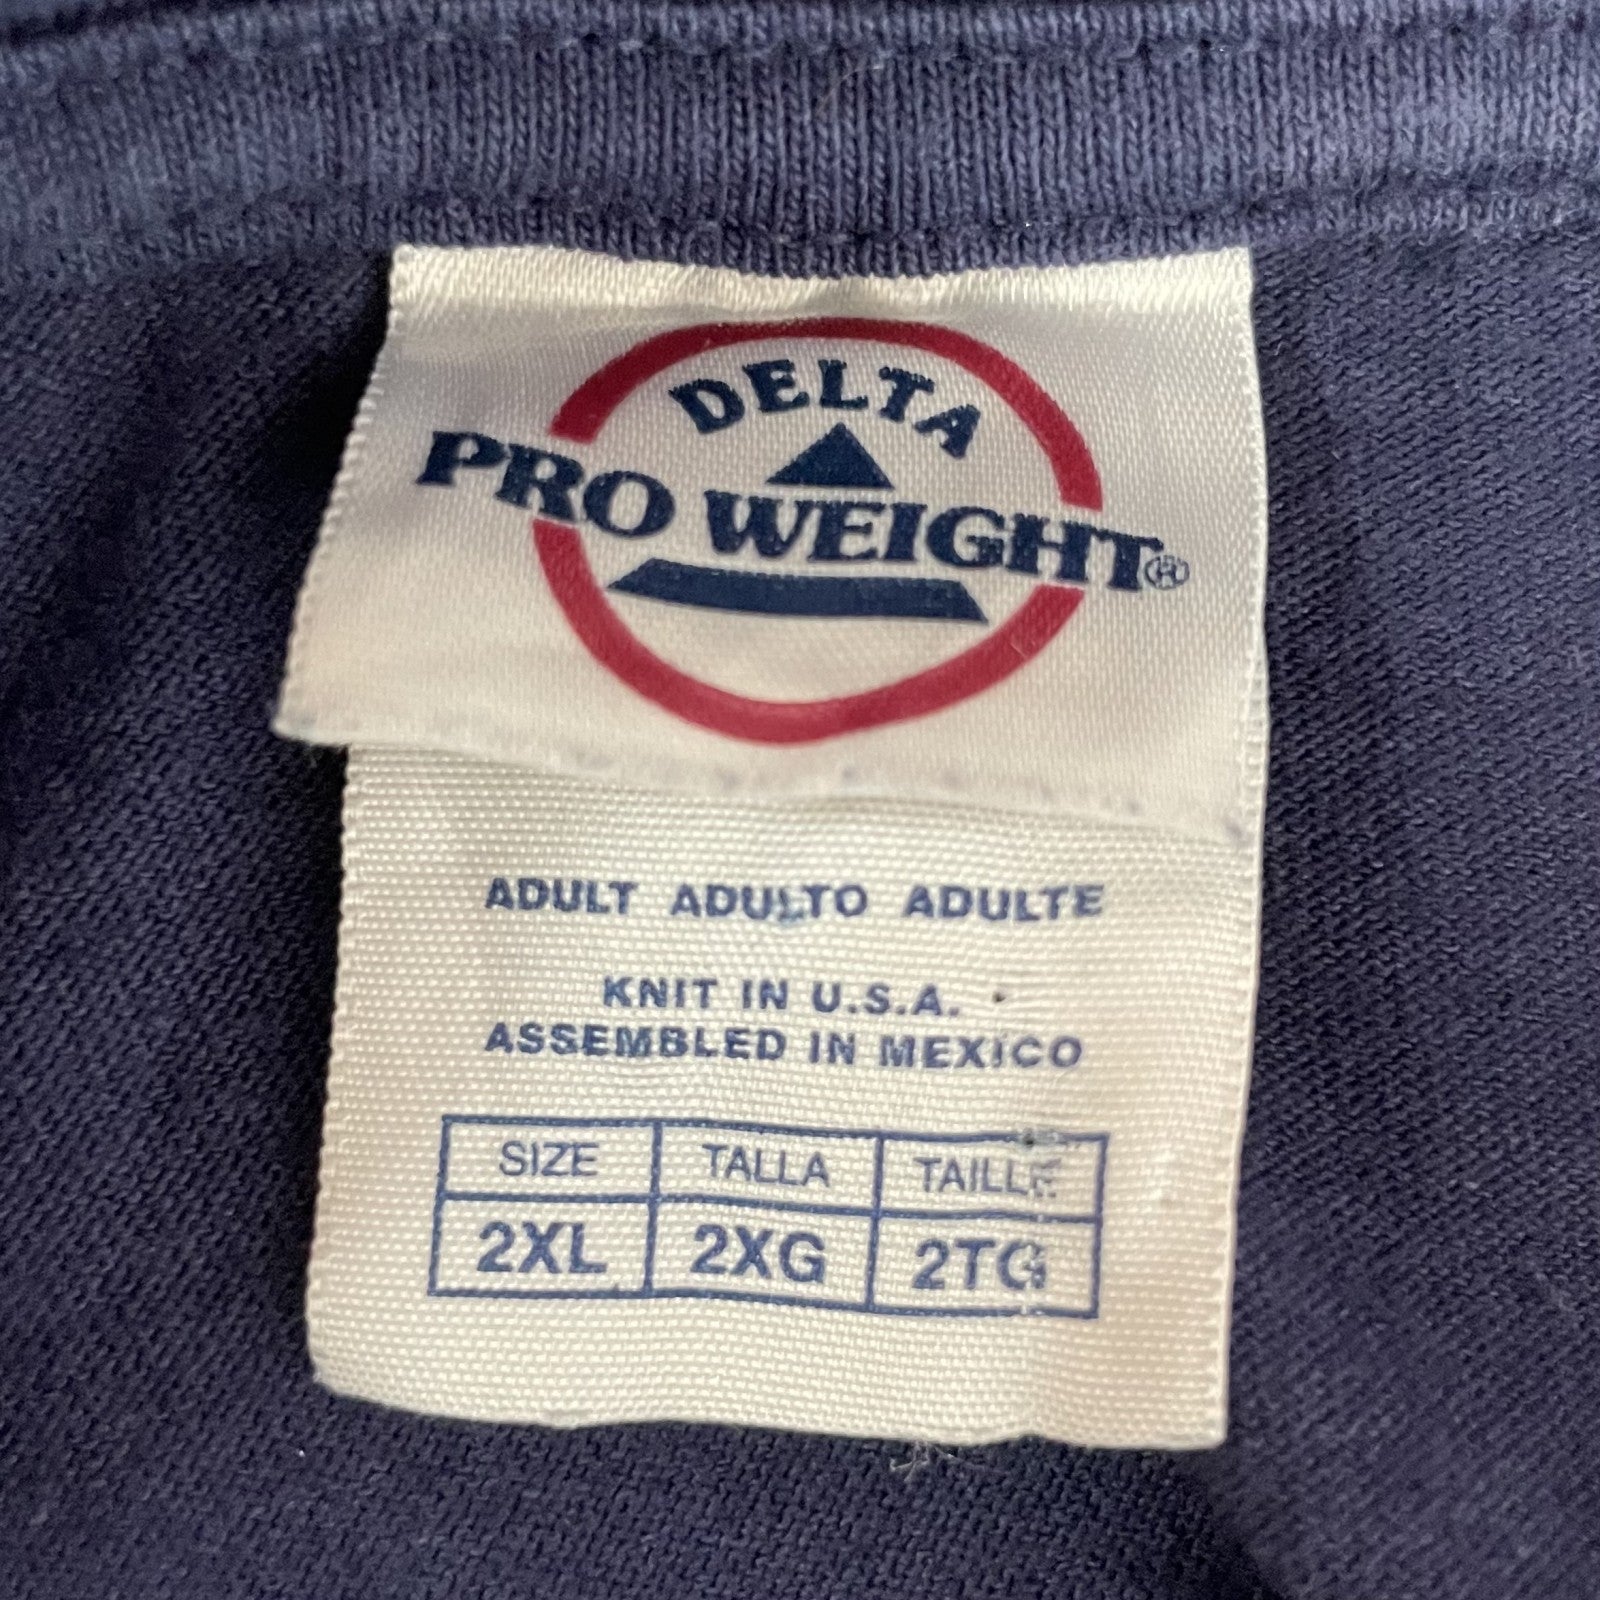 DELTA
PRO WEIGHT®
ADULT ADULTO ADULTE
KNIT IN U.S.A.
ASSEMBLED IN MEXICO
SIZE TALLA TAILLE
2XL 2XG 2TG